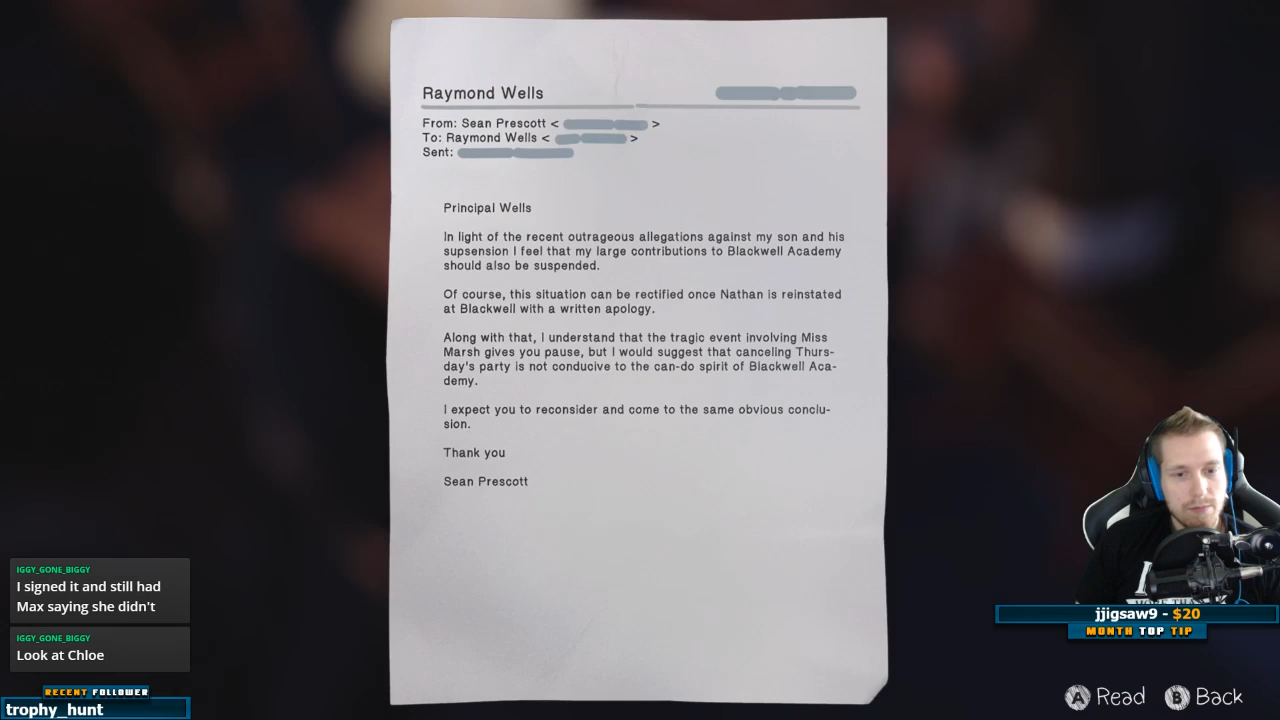 Raymond Wells
From: Sean Prescott < >
To: Raymond Wells < >
Sent:
Principal Wells
In light of the recent outrageous allegations against my son and his
supsension I feel that my large contributions to Blackwell Academy
should also be suspended.
Of course, this situation can be rectified once Nathan is reinstated
at Blackwell with a written apology.
Along with that, I understand that the tragic event involving Miss
Marsh gives you pause, but I would suggest that canceling Thurs-
day's party is not conducive to the can-do spirit of Blackwell Aca-
demy.
I expect you to reconsider and come to the same obvious conclu-
sion.
Thank you
Sean Prescott
IGGY_GONE_BIGGY
I signed it and still had
Max saying she didn't
IGGY_GONE_BIGGY
Look at Chloe
RECENT FOLLOWER
trophy_hunt
jjigsaw9 - $20
MONTH TOP TIP
A Read B Back